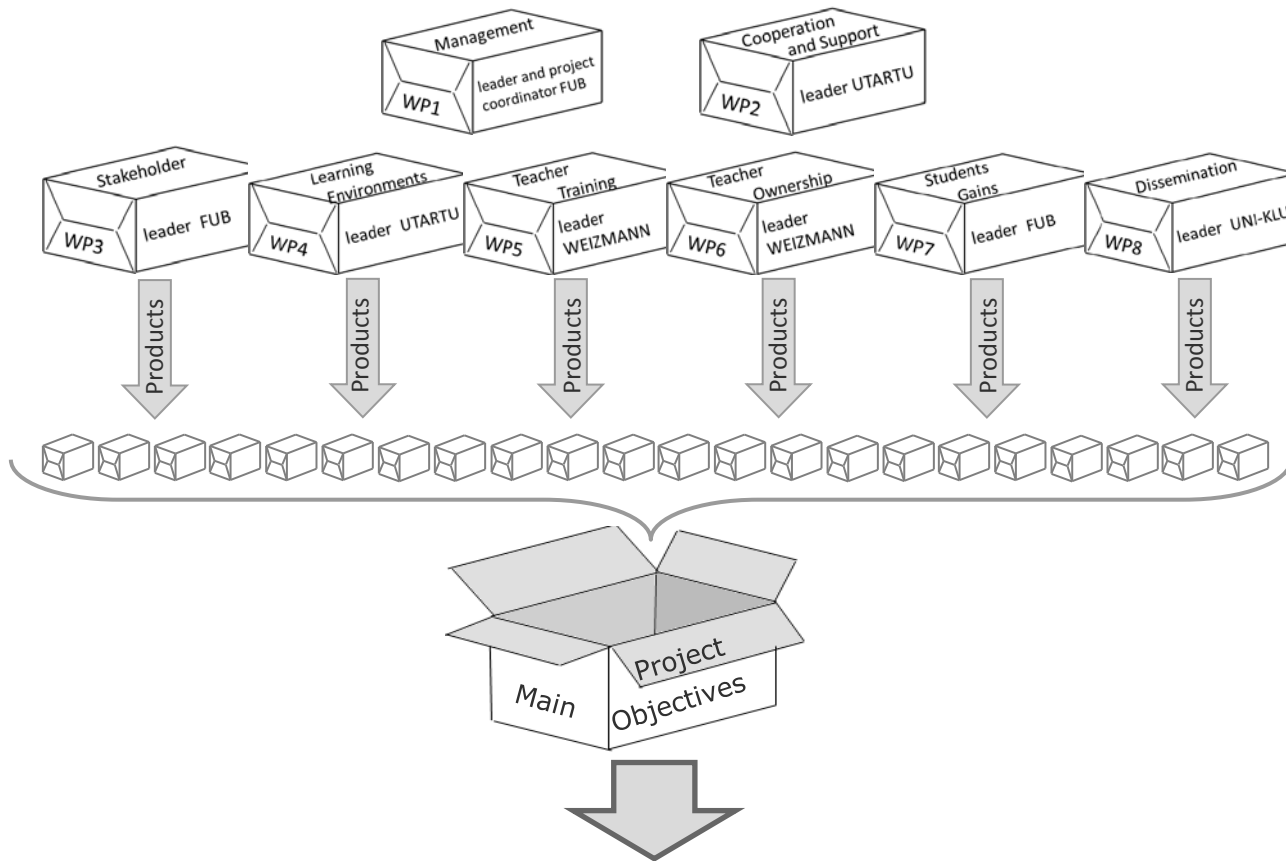 Management
leader and project
coordinator FUB
WP1
Cooperation
and Support
leader UTARTU
WP2
Stakeholder
leader FUB
WP3
Learning
Environments
leader UTARTU
WP4
Teacher
Training
leader
WEIZMANN
WP5
Teacher
Ownership
leader
WEIZMANN
WP6
Students
Gains
leader FUB
WP7
Dissemination
leader UNI-KLU
WP8
Products
Products
Products
Products
Products
Products
Project
Main Objectives